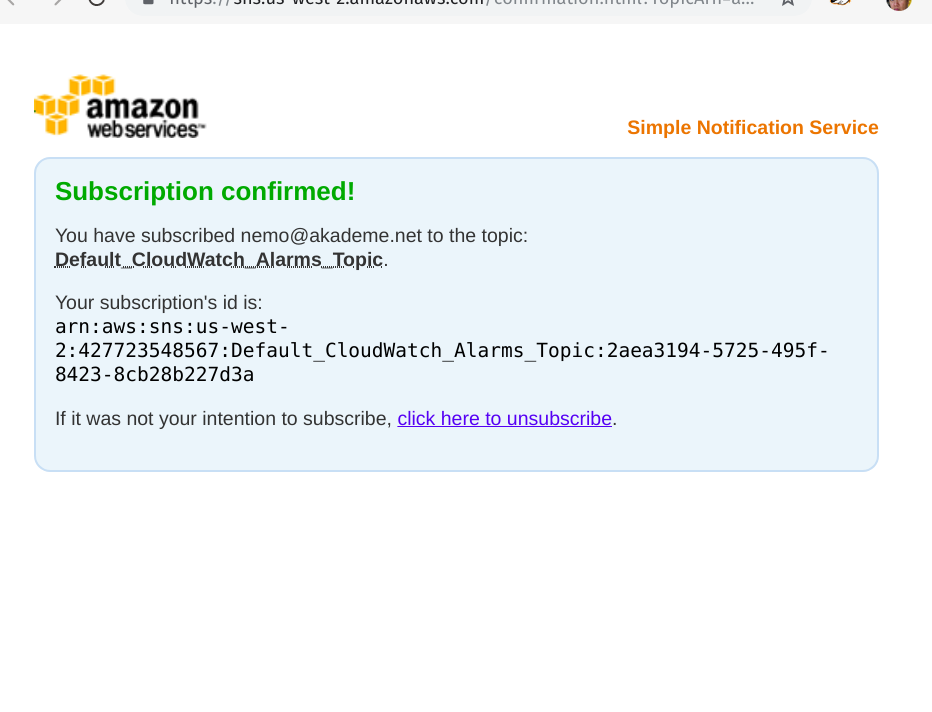 https://sns.us-west-2.amazonaws.com/confirmation.html?TopicArn=a...
amazon
webservices™
Simple Notification Service
Subscription confirmed!
You have subscribed nemo@akademe.net to the topic:
Default_CloudWatch_Alarms_Topic.
Your subscription's id is:
arn:aws:sns:us-west-
2:427723548567:Default_CloudWatch_Alarms_Topic:2aea3194-5725-495f-
8423-8cb28b227d3a
If it was not your intention to subscribe, click here to unsubscribe.